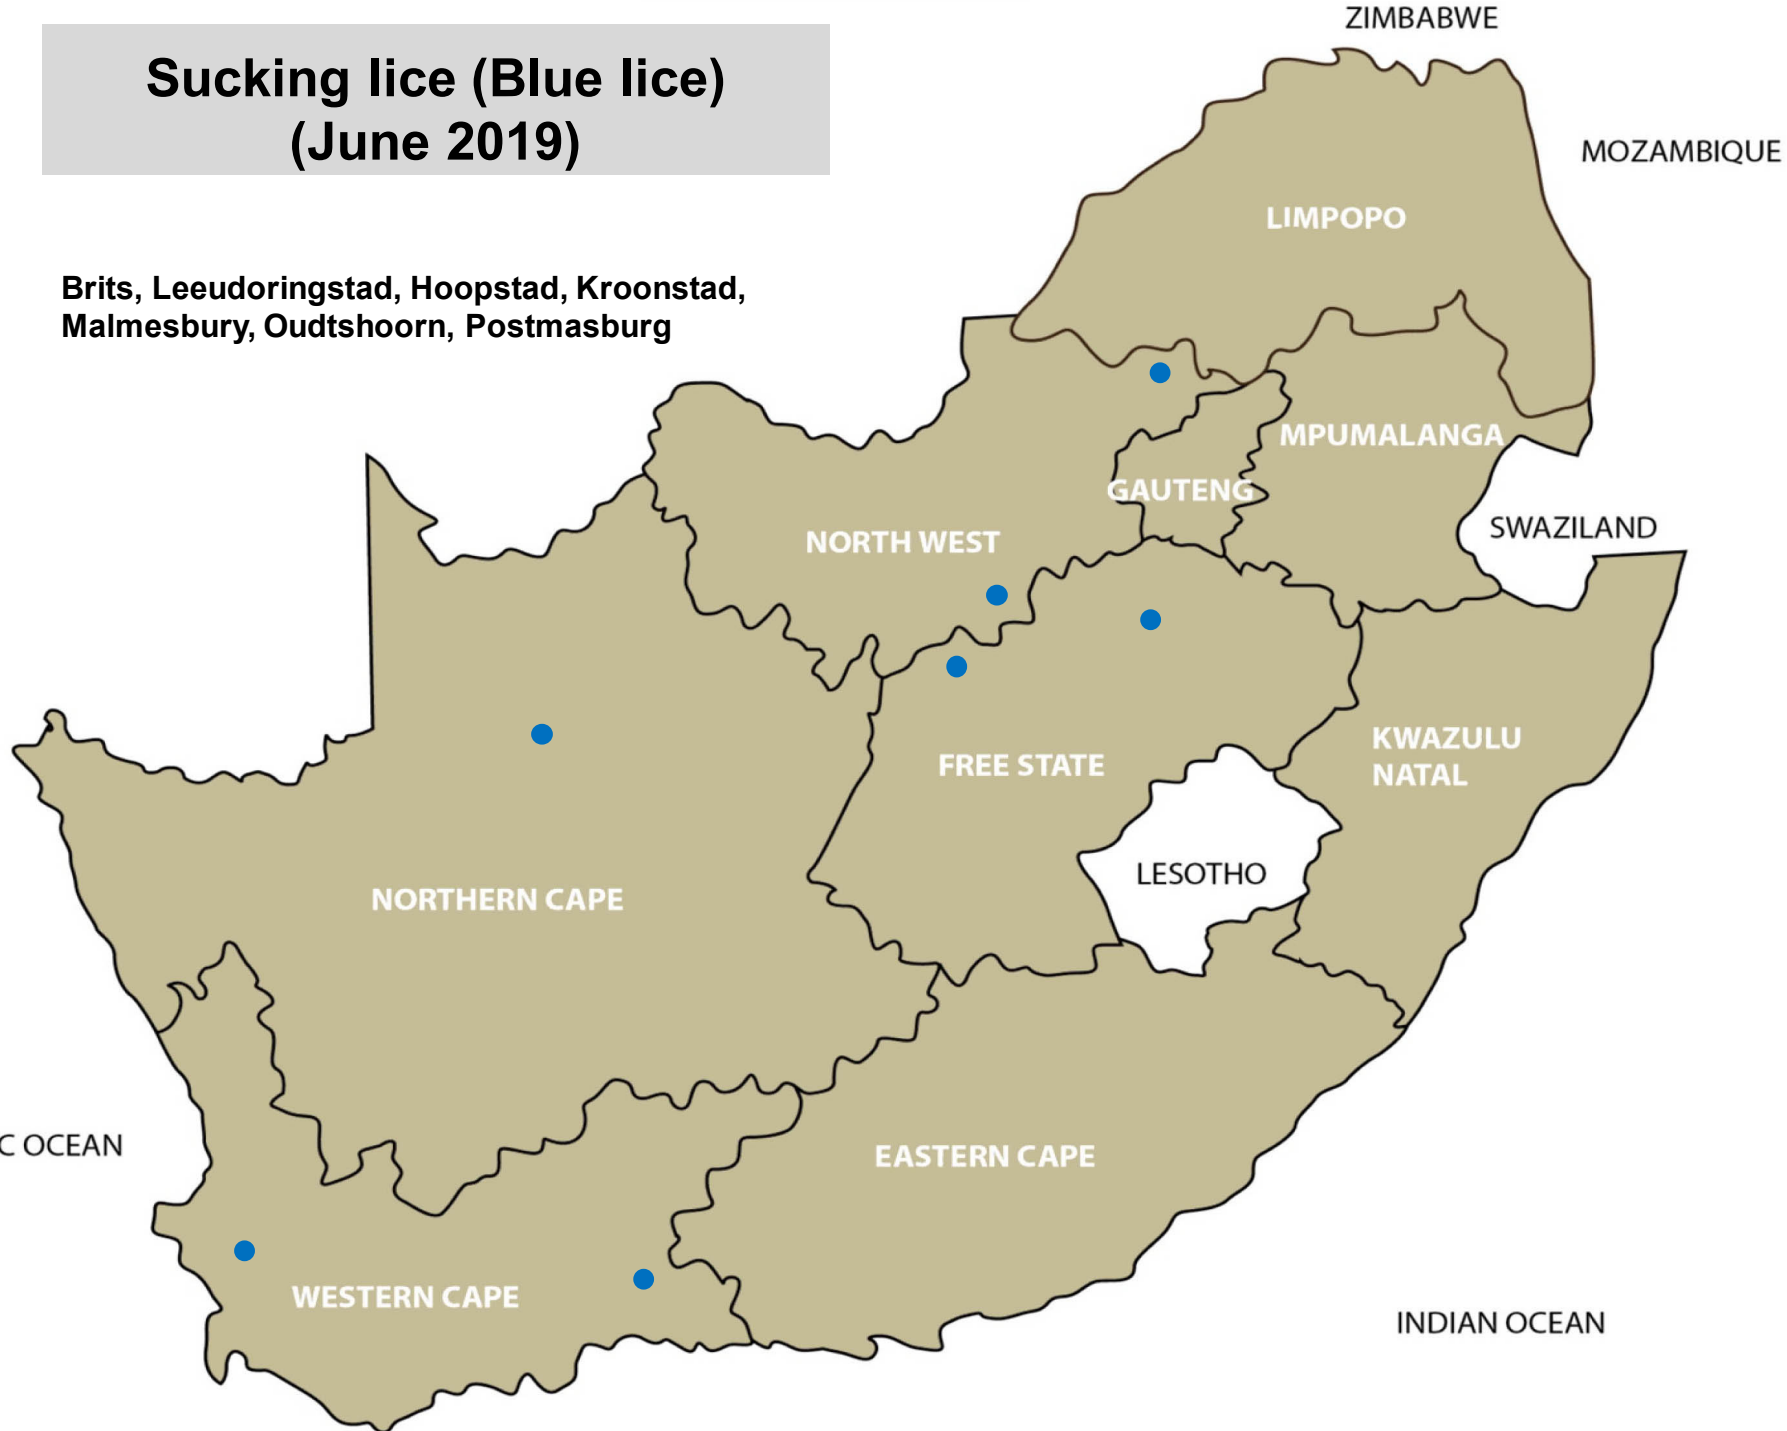 Sucking lice (Blue lice)
(June 2019)
Brits, Leeudoringstad, Hoopstad, Kroonstad,
Malmesbury, Oudtshoorn, Postmasburg
ZIMBABWE
MOZAMBIQUE
LIMPOPO
MPUMALANGA
GAUTENG
SWAZILAND
NORTH WEST
KWAZULU
NATAL
FREE STATE
LESOTHO
NORTHERN CAPE
C OCEAN
EASTERN CAPE
WESTERN CAPE
INDIAN OCEAN